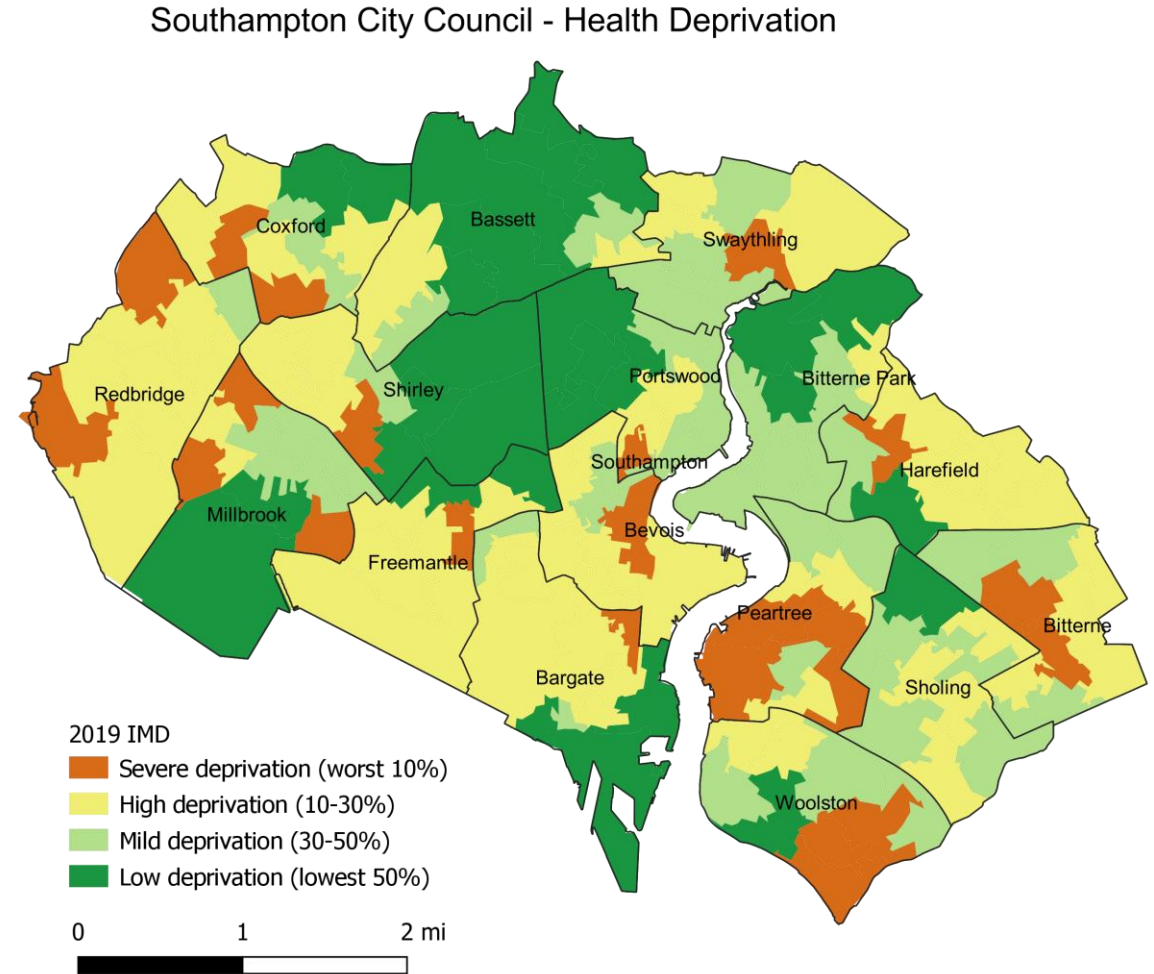 Southampton City Council - Health Deprivation
Coxford
Bassett
Swaythling
Redbridge
Shirley
Portswood
Bitterne Park
Southampton
Harefield
Millbrook
Bevois
Freemantle
Peartree
Bitterne
Bargate
Sholing
Woolston
2019 IMD
Severe deprivation (worst 10%)
High deprivation (10-30%)
Mild deprivation (30-50%)
Low deprivation (lowest 50%)
0 1 2 mi